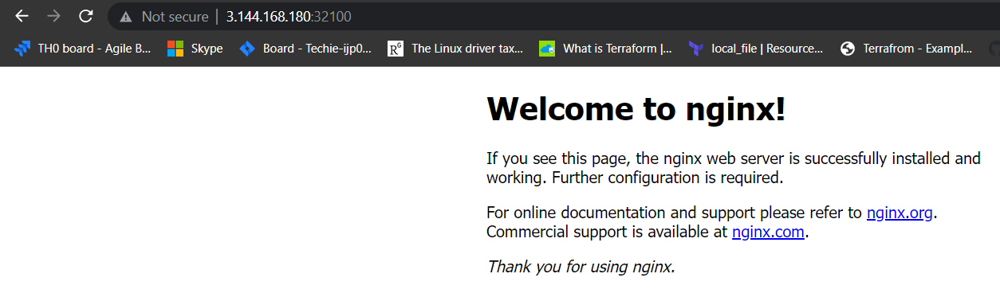 Not secure | 3.144.168.180:32100
TH0 board - Agile B... Skype Board - Techie-ijp0... The Linux driver tax... What is Terraform |... local_file | Resource... Terrafrom - Exampl...
Welcome to nginx!
If you see this page, the nginx web server is successfully installed and
working. Further configuration is required.
For online documentation and support please refer to nginx.org.
Commercial support is available at nginx.com.
Thank you for using nginx.